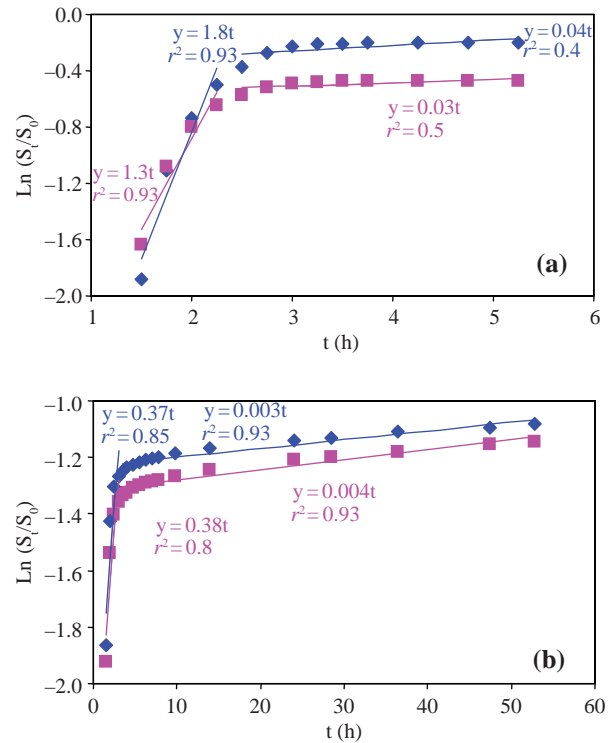 0.0
−0.4
−0.8
−1.2
−1.6
−2.0
1
2
3
4
5
6
Ln (Sₜ/S₀)
t (h)
y = 1.8t
r² = 0.93
y = 0.04t
r² = 0.4
y = 1.3t
r² = 0.93
y = 0.03t
r² = 0.5
(a)
−1.0
−1.2
−1.4
−1.6
−1.8
−2.0
0
10
20
30
40
50
60
Ln (Sₜ/S₀)
t (h)
y = 0.37t
r² = 0.85
y = 0.003t
r² = 0.93
y = 0.38t
r² = 0.8
y = 0.004t
r² = 0.93
(b)